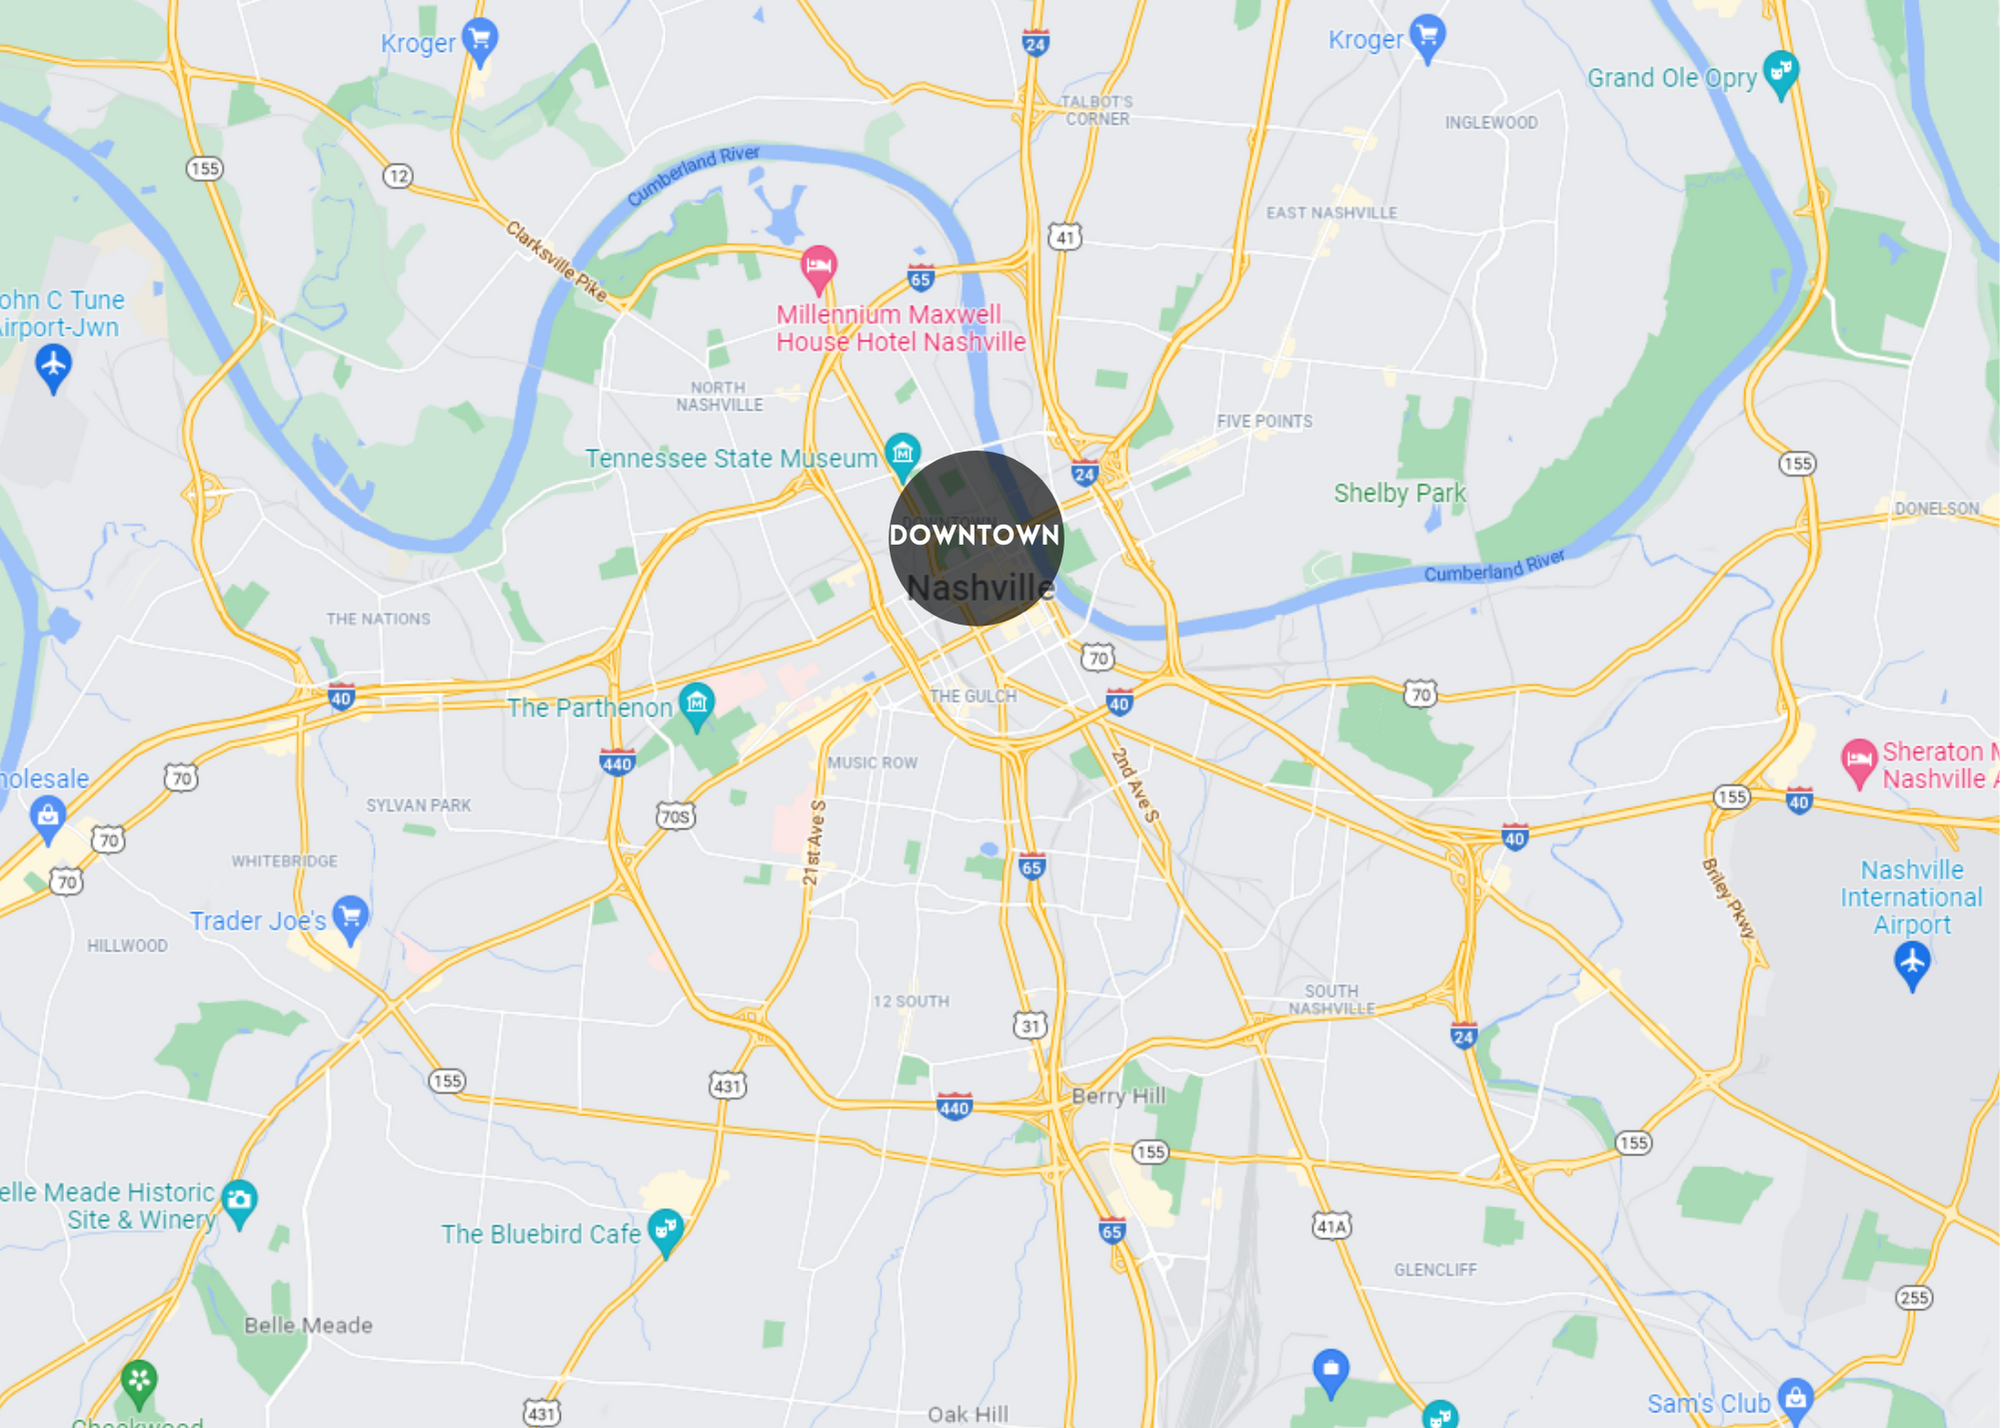 Kroger
24
Kroger
Grand Ole Opry
TALBOT'S
CORNER
INGLEWOOD
155
12
Cumberland River
EAST NASHVILLE
41
Clarksville Pike
65
ohn C Tune
Airport-Jwn
Millennium Maxwell
House Hotel Nashville
NORTH
NASHVILLE
FIVE POINTS
Tennessee State Museum
24
155
Shelby Park
DONELSON
DOWNTOWN
DOWNTOWN
Nashville
Cumberland River
THE NATIONS
70
40
THE GULCH
40
70
The Parthenon
440
MUSIC ROW
2nd Ave S
Sheraton M
Nashville A
70
holesale
SYLVAN PARK
70S
155
40
70
21st Ave S
65
40
WHITEBRIDGE
70
Briley Pkwy
Nashville
International
Airport
Trader Joe's
HILLWOOD
12 SOUTH
SOUTH
NASHVILLE
31
24
155
431
440
Berry Hill
155
155
elle Meade Historic
Site & Winery
The Bluebird Cafe
65
41A
GLENCLIFF
255
Belle Meade
431
Oak Hill
Sam's Club
Cheekwood